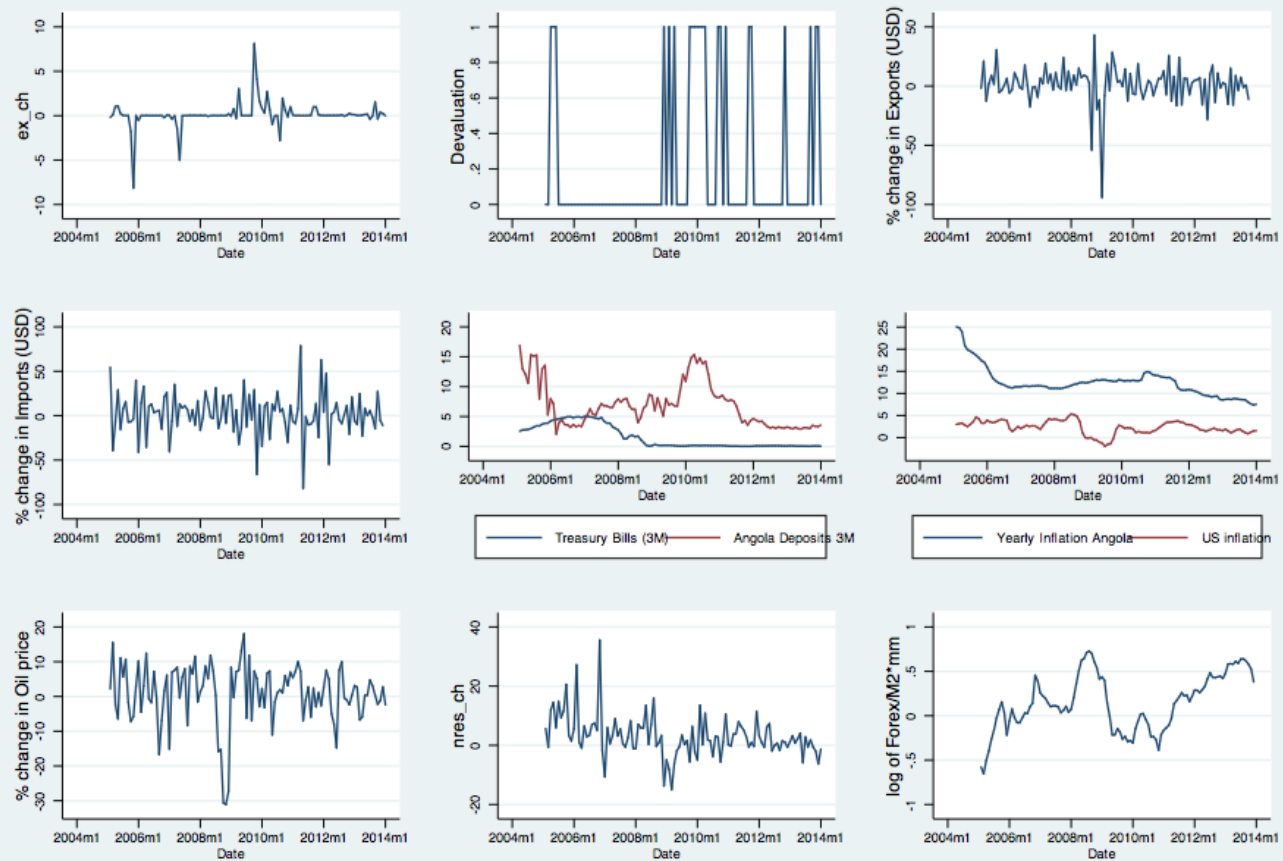 ex_ch
10
5
0
-5
-10
2004m1 2006m1 2008m1 2010m1 2012m1 2014m1
Date
Devaluation
1
.8
.6
.4
.2
0
2004m1 2006m1 2008m1 2010m1 2012m1 2014m1
Date
% change in Exports (USD)
50
0
-50
-100
2004m1 2006m1 2008m1 2010m1 2012m1 2014m1
Date
% change in Imports (USD)
100
50
0
-50
-100
2004m1 2006m1 2008m1 2010m1 2012m1 2014m1
Date
20
15
10
5
0
2004m1 2006m1 2008m1 2010m1 2012m1 2014m1
Date
Treasury Bills (3M) Angola Deposits 3M
25
20
15
10
5
0
2004m1 2006m1 2008m1 2010m1 2012m1 2014m1
Date
Yearly Inflation Angola US inflation
% change in Oil price
20
10
0
-10
-20
-30
2004m1 2006m1 2008m1 2010m1 2012m1 2014m1
Date
nres_ch
40
20
0
-20
2004m1 2006m1 2008m1 2010m1 2012m1 2014m1
Date
log of Forex/M2*mm
1
.5
0
-.5
-1
2004m1 2006m1 2008m1 2010m1 2012m1 2014m1
Date